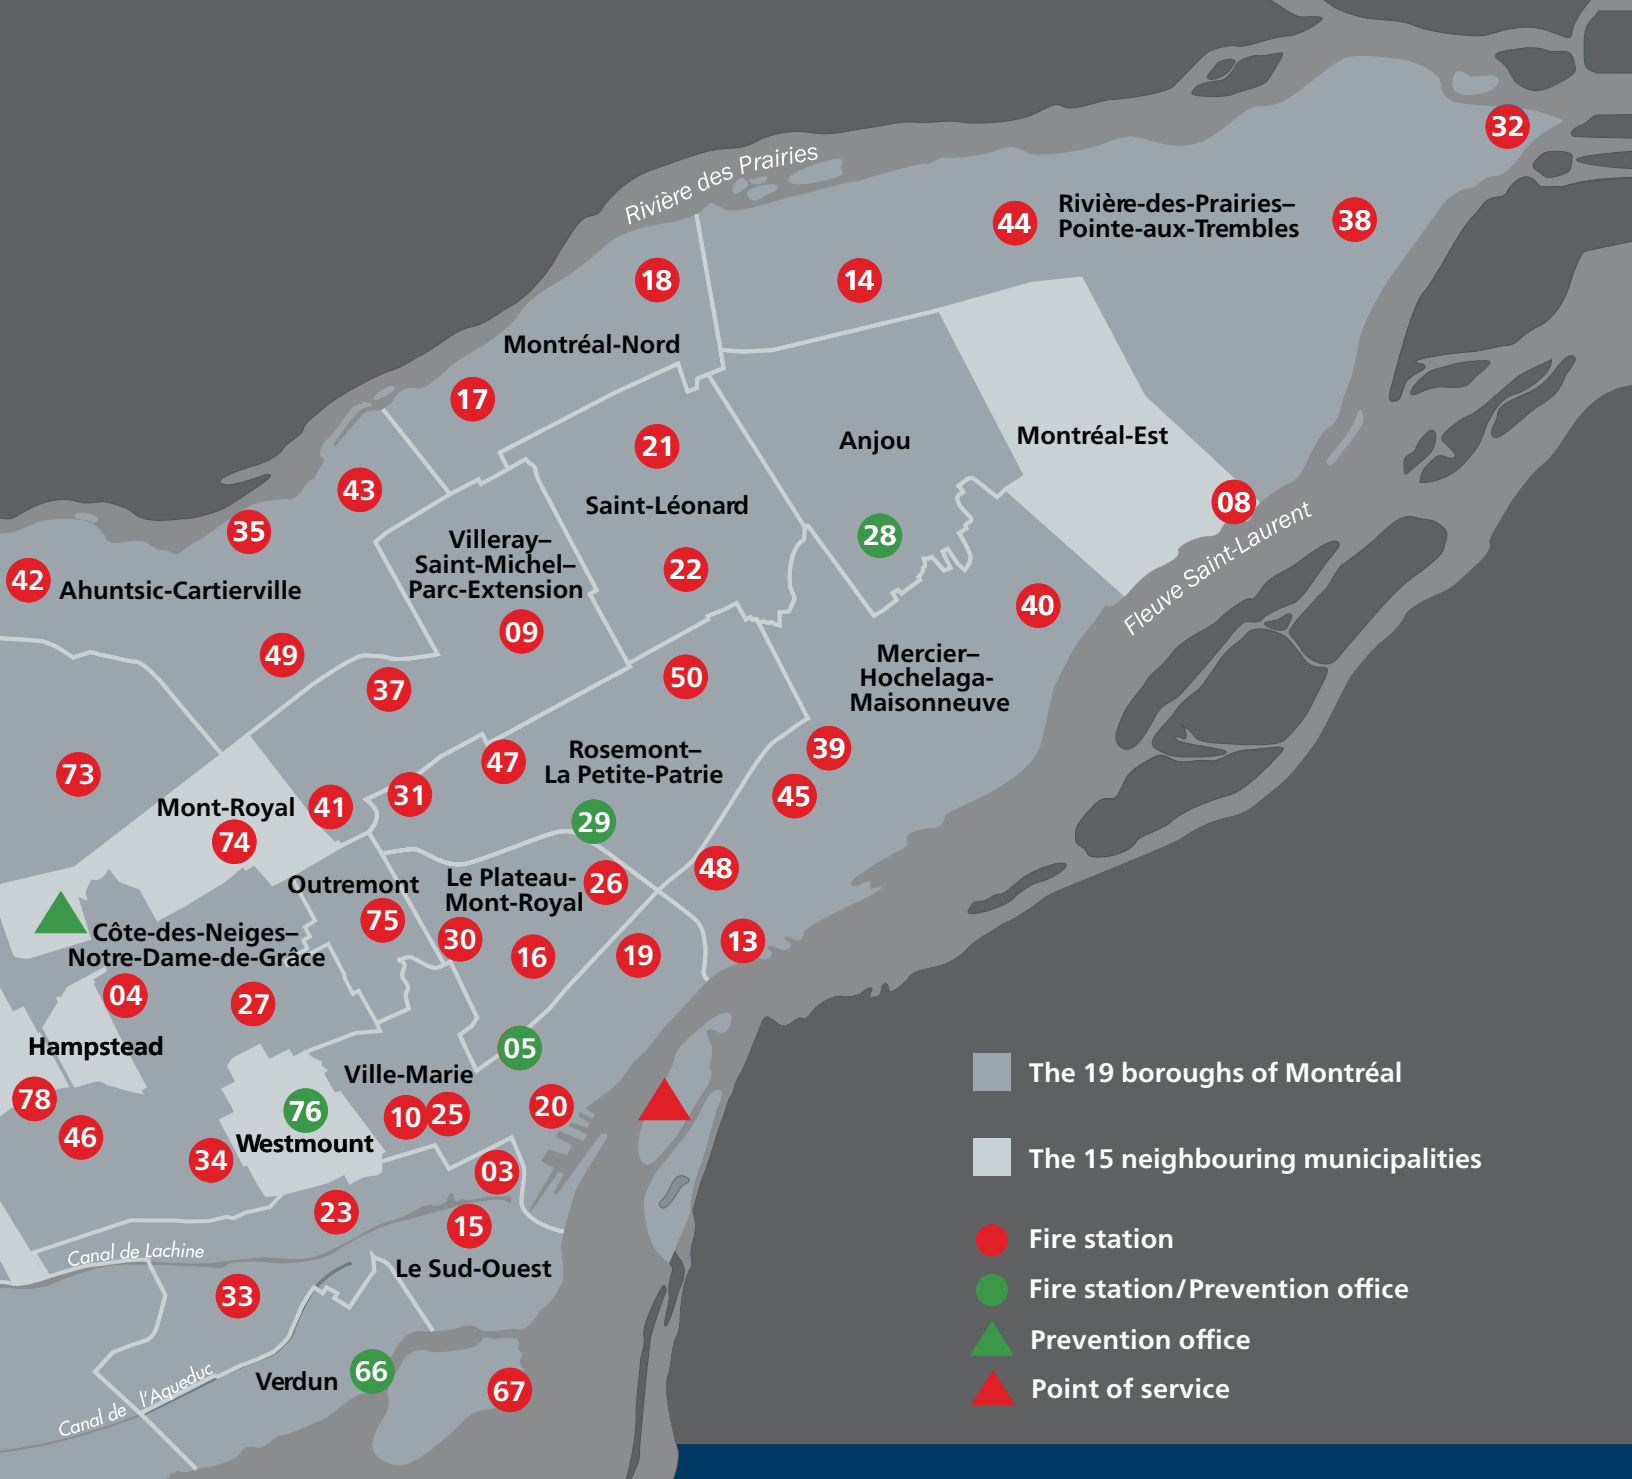 32
Rivière des Prairies
44
Rivière-des-Prairies–
Pointe-aux-Trembles
38
18
14
Montréal-Nord
17
21
Anjou
Montréal-Est
43
Saint-Léonard
08
35
28
Fleuve Saint-Laurent
Villeray–
Saint-Michel–
Parc-Extension
22
42
Ahuntsic-Cartierville
40
09
49
37
50
Mercier–
Hochelaga-
Maisonneuve
73
47
Rosemont–
La Petite-Patrie
39
45
31
Mont-Royal
41
29
74
48
Outremont
Le Plateau-
Mont-Royal
26
75
30
16
19
13
Côte-des-Neiges–
Notre-Dame-de-Grâce
04
27
Hampstead
05
Ville-Marie
78
76
10
25
20
46
Westmount
34
03
23
15
Canal de Lachine
Le Sud-Ouest
33
Canal de l'Aqueduc
Verdun
66
67
The 19 boroughs of Montréal
The 15 neighbouring municipalities
Fire station
Fire station/Prevention office
Prevention office
Point of service